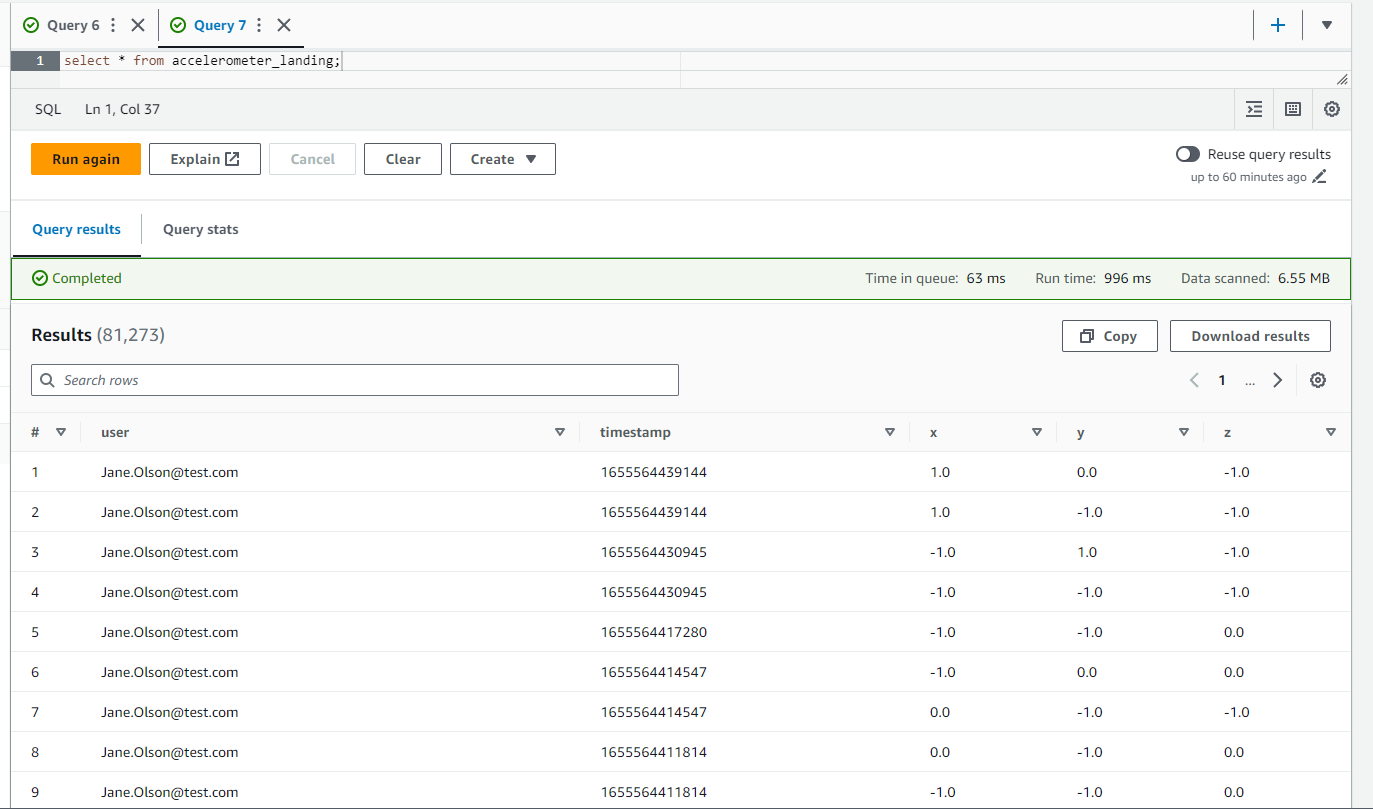 Query 6 Query 7
1 select * from accelerometer_landing;
SQL Ln 1, Col 37
Run again Explain Cancel Clear Create Reuse query results
up to 60 minutes ago
Query results Query stats
Completed Time in queue: 63 ms Run time: 996 ms Data scanned: 6.55 MB
Results (81,273) Copy Download results
Search rows 1 ...
# user timestamp x y z
1 Jane.Olson@test.com 1655564439144 1.0 0.0 -1.0
2 Jane.Olson@test.com 1655564439144 1.0 -1.0 -1.0
3 Jane.Olson@test.com 1655564430945 -1.0 1.0 -1.0
4 Jane.Olson@test.com 1655564430945 -1.0 -1.0 -1.0
5 Jane.Olson@test.com 1655564417280 -1.0 -1.0 0.0
6 Jane.Olson@test.com 1655564414547 -1.0 0.0 0.0
7 Jane.Olson@test.com 1655564414547 0.0 -1.0 -1.0
8 Jane.Olson@test.com 1655564411814 0.0 -1.0 0.0
9 Jane.Olson@test.com 1655564411814 -1.0 -1.0 0.0